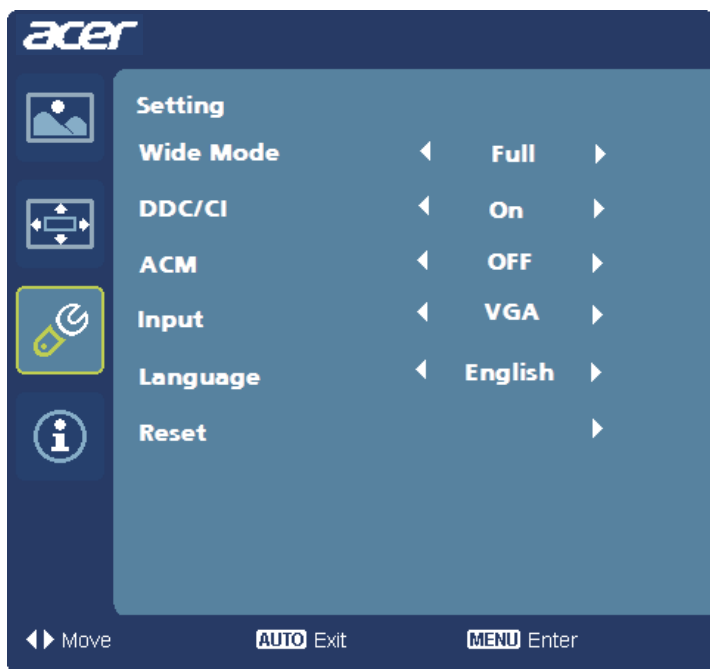 acer
Setting
Wide Mode Full
DDC/CI On
ACM OFF
Input VGA
Language English
Reset
Move AUTO Exit MENU Enter